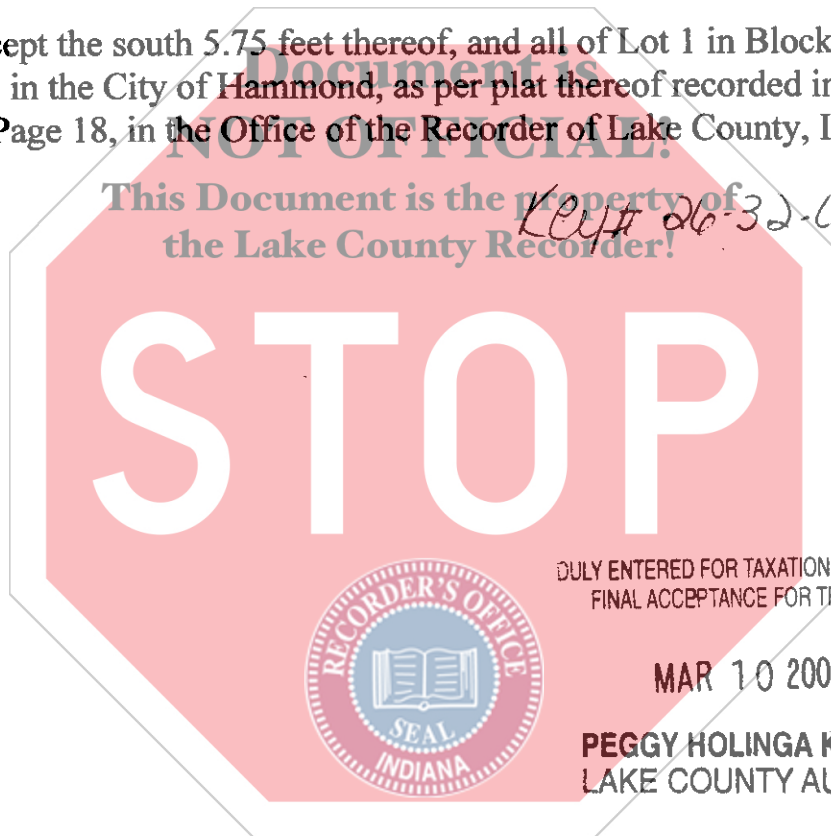 cept the south 5.75 feet thereof, and all of Lot 1 in Block
in the City of Hammond, as per plat thereof recorded in
Page 18, in the Office of the Recorder of Lake County, I
Document is
NOT OFFICIAL!
This Document is the property of
the Lake County Recorder!
Key# 26-32-
STOP
DULY ENTERED FOR TAXATION
FINAL ACCEPTANCE FOR T
MAR 10 200
PEGGY HOLINGA K
LAKE COUNTY AU
RECORDER'S OFFICE
SEAL
INDIANA